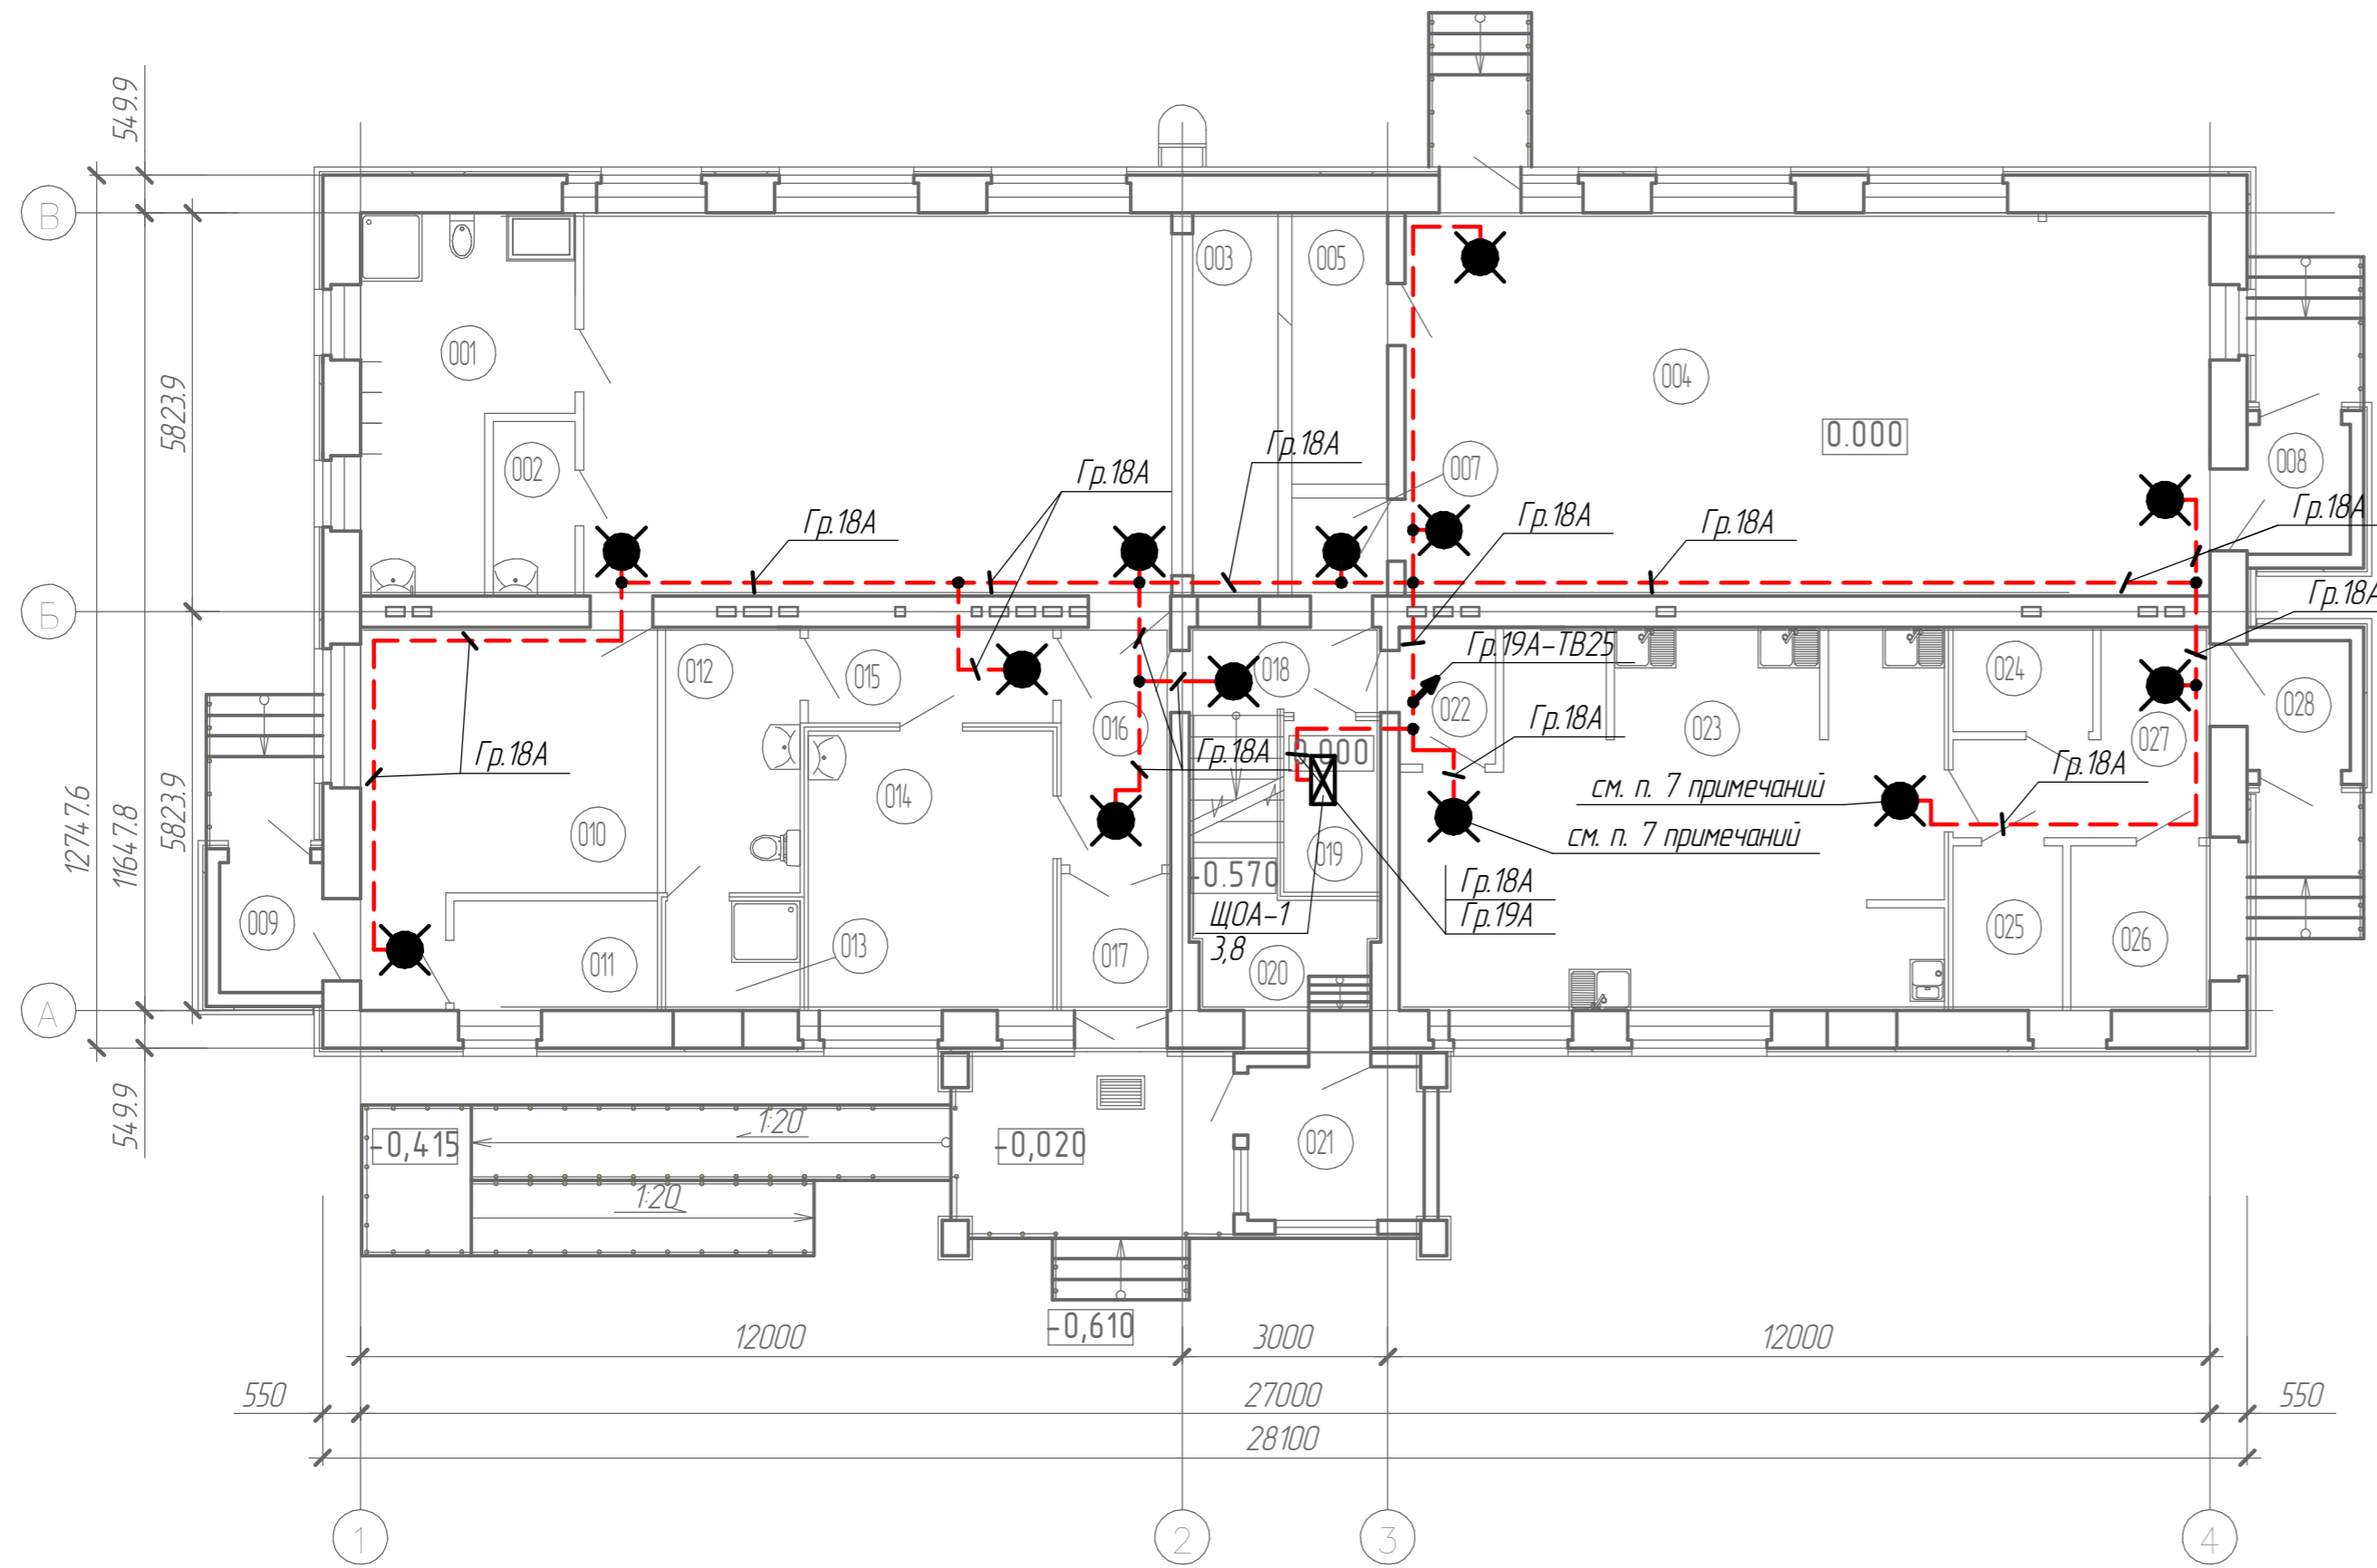 549.9
В
003
005
001
5823.9
004
0.000
Гр.18А
007
008
002
Гр.18А
Гр.18А
Гр.18А
Гр.18А
Гр.18А
Б
Гр.18А
Гр.19А-ТВ25
012
015
018
024
016
022
Гр.18А
023
028
027
Гр.18А
Гр.18А
0.000
Гр.18А
12747.6
11647.8
5823.9
014
см. п. 7 примечаний
010
см. п. 7 примечаний
019
-0.570
Гр.18А
009
ЩОА-1
Гр.19А
3,8
013
011
017
020
025
026
А
549.9
1:20
-0,415
-0,020
021
1:20
-0,610
12000
3000
12000
550
27000
550
28100
1
2
3
4